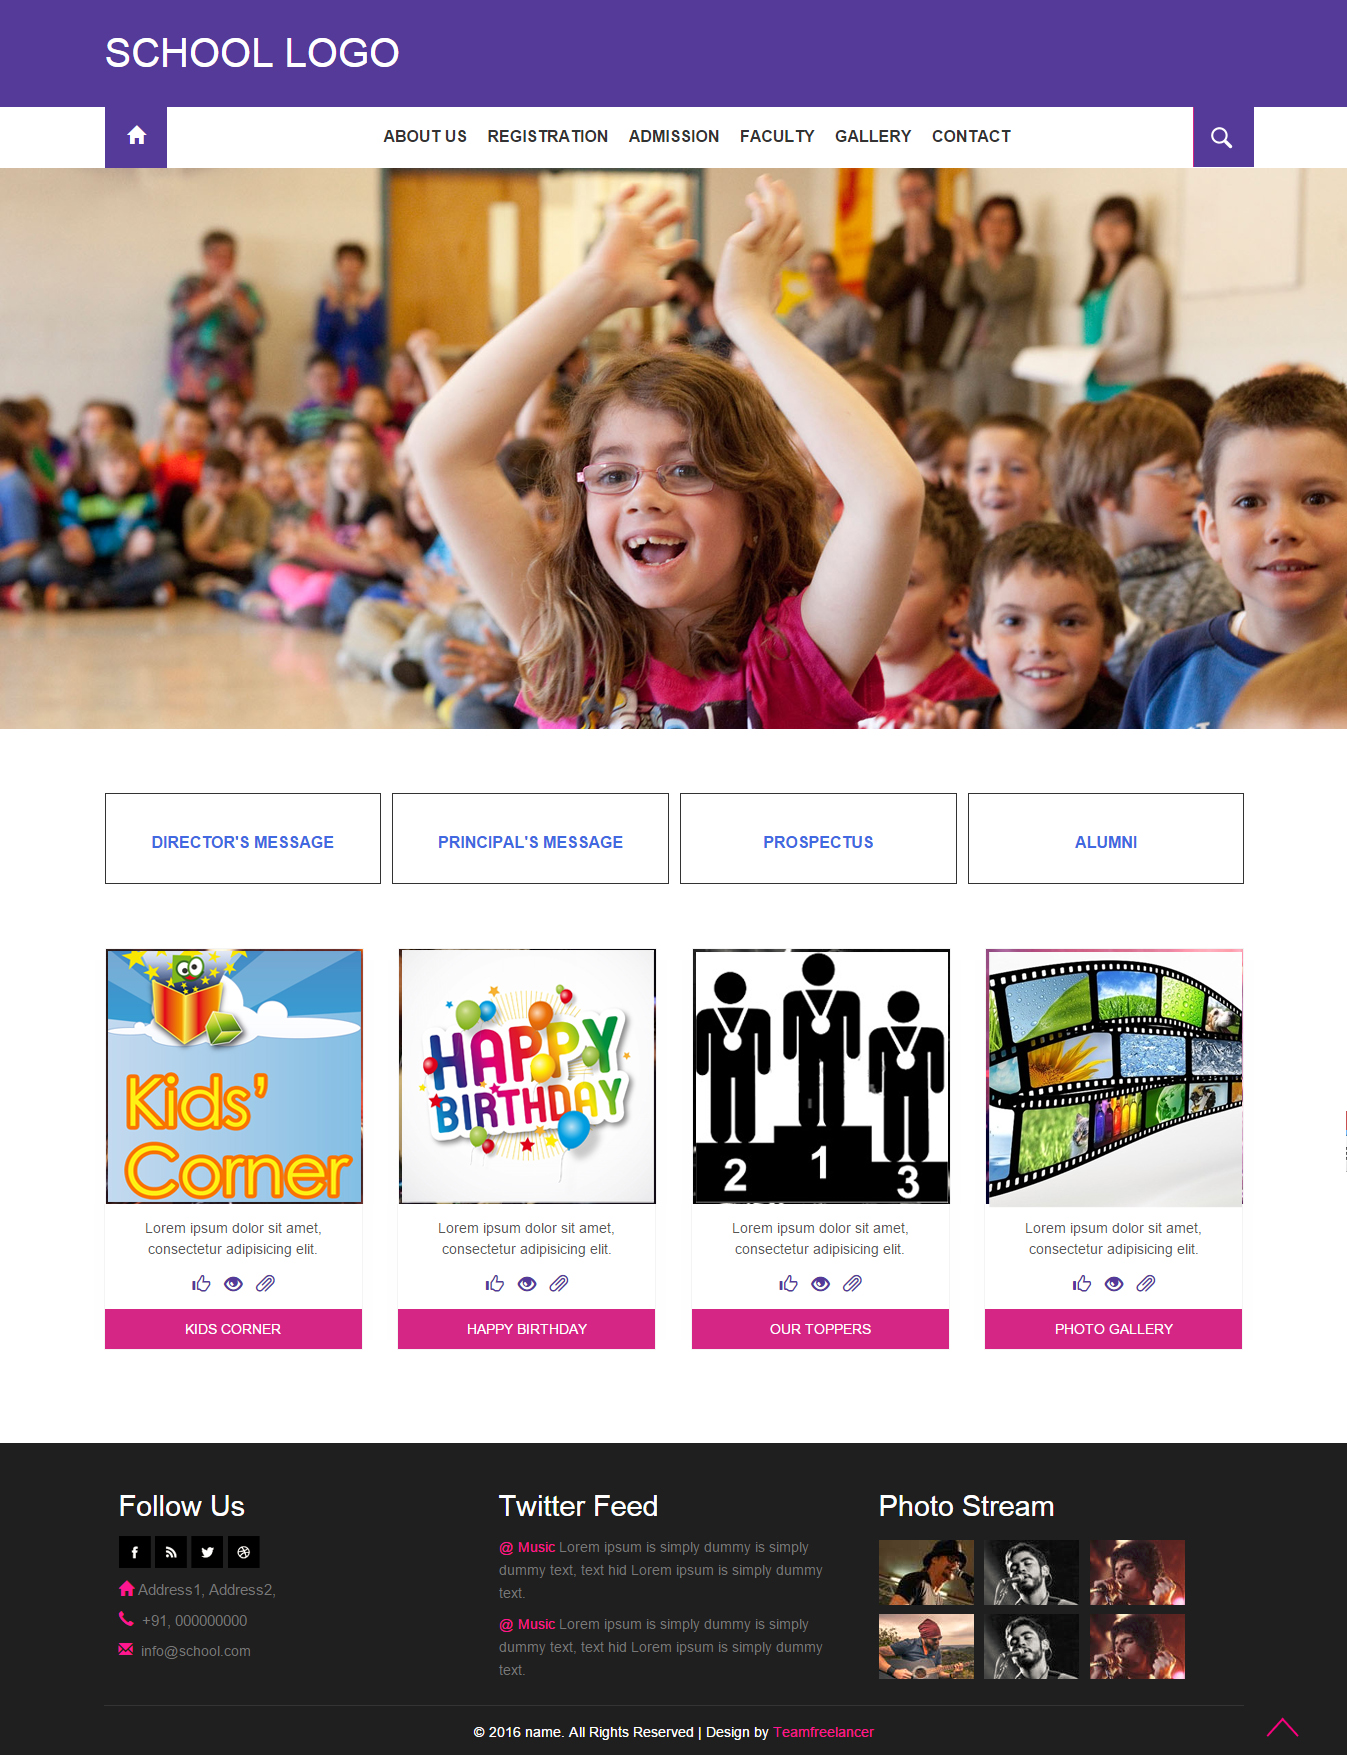 SCHOOL LOGO
ABOUT US REGISTRATION ADMISSION FACULTY GALLERY CONTACT
DIRECTOR'S MESSAGE
PRINCIPAL'S MESSAGE
PROSPECTUS
ALUMNI
Kids'
Corner
HAPPY
BIRTHDAY
2 1 3
Lorem ipsum dolor sit amet,
consectetur adipisicing elit.
Lorem ipsum dolor sit amet,
consectetur adipisicing elit.
Lorem ipsum dolor sit amet,
consectetur adipisicing elit.
Lorem ipsum dolor sit amet,
consectetur adipisicing elit.
KIDS CORNER
HAPPY BIRTHDAY
OUR TOPPERS
PHOTO GALLERY
Follow Us
Address1, Address2,
+91, 000000000
info@school.com
Twitter Feed
@ Music Lorem ipsum is simply dummy is simply
dummy text, text hid Lorem ipsum is simply dummy
text.
@ Music Lorem ipsum is simply dummy is simply
dummy text, text hid Lorem ipsum is simply dummy
text.
Photo Stream
© 2016 name. All Rights Reserved | Design by Teamfreelancer